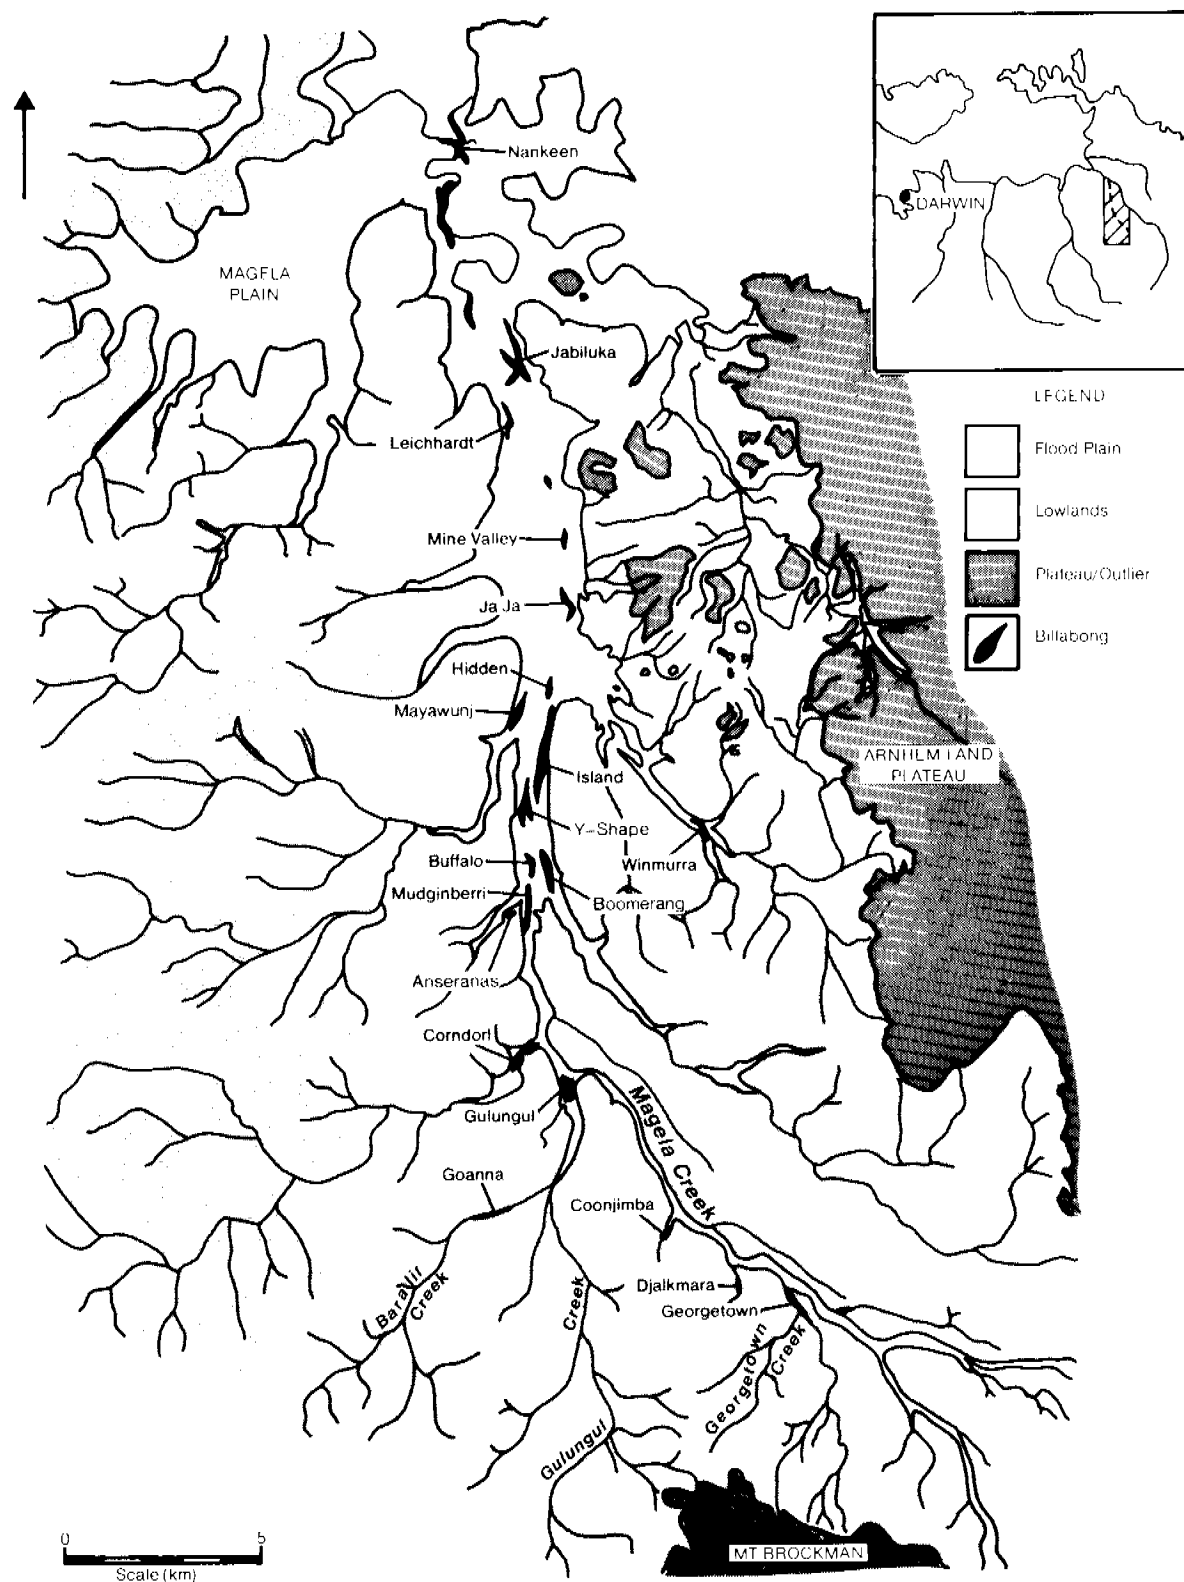 DARWIN
Nankeen
MAGELA
PLAIN
Jabiluka
LEGEND
Leichhardt
Flood Plain
Lowlands
Mine Valley
Plateau/Outlier
Ja Ja
Billabong
Hidden
Mayawunj
ARNHEM LAND
PLATEAU
Island
Y-Shape
Buffalo
Winmurra
Mudginberri
Boomerang
Anseranas
Corndorl
Gulungul
Magela Creek
Goanna
Coonjimba
Baralil
Creek
Creek
Djalkmara
Georgetown
Georgetown
Creek
Gulungul
0 5
Scale (km)
MT BROCKMAN